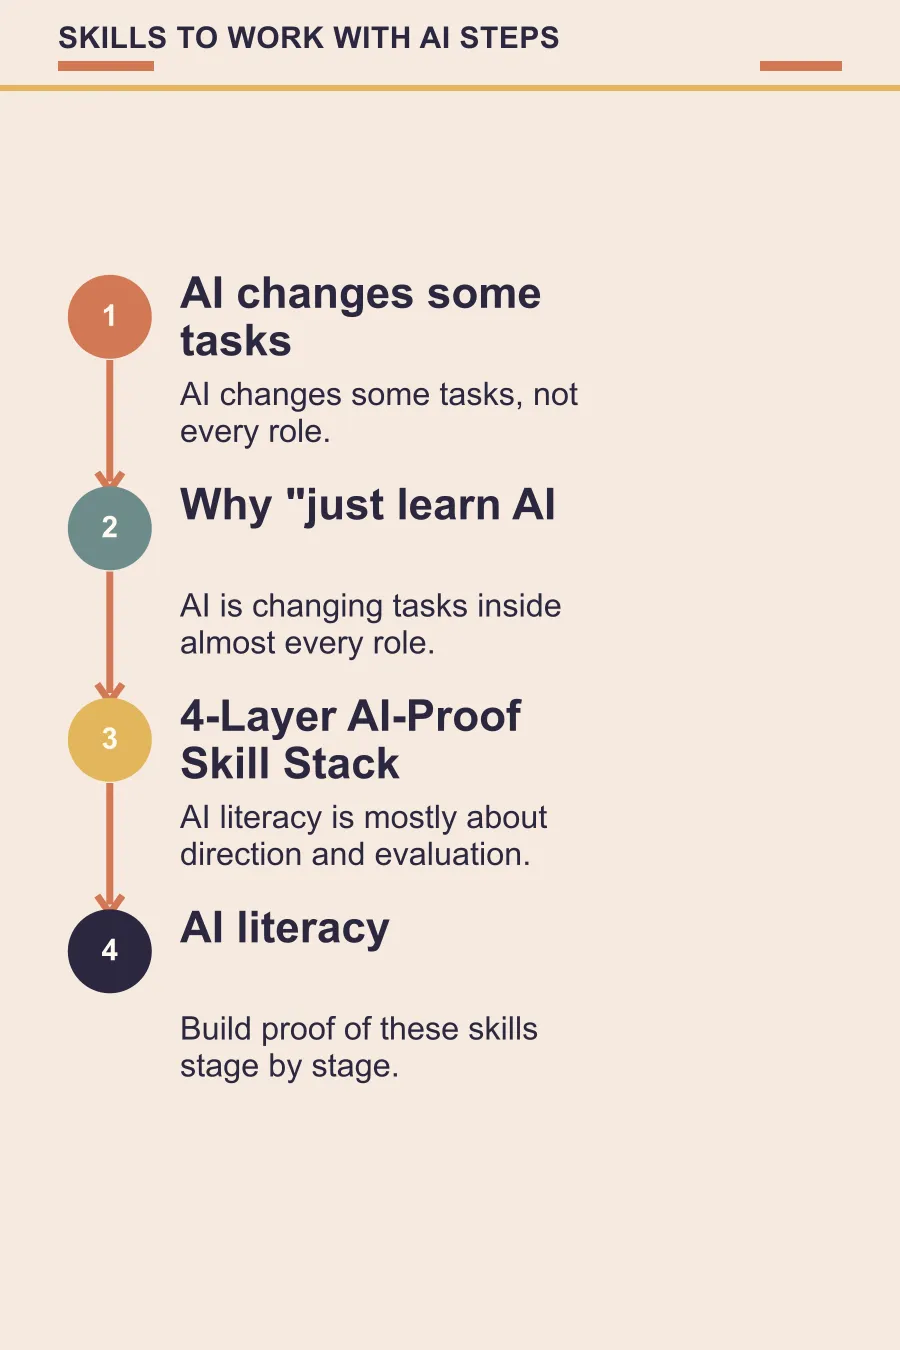 SKILLS TO WORK WITH AI STEPS
1
AI changes some
tasks
AI changes some tasks, not
every role.
2
Why "just learn AI
AI is changing tasks inside
almost every role.
3
4-Layer AI-Proof
Skill Stack
AI literacy is mostly about
direction and evaluation.
4
AI literacy
Build proof of these skills
stage by stage.